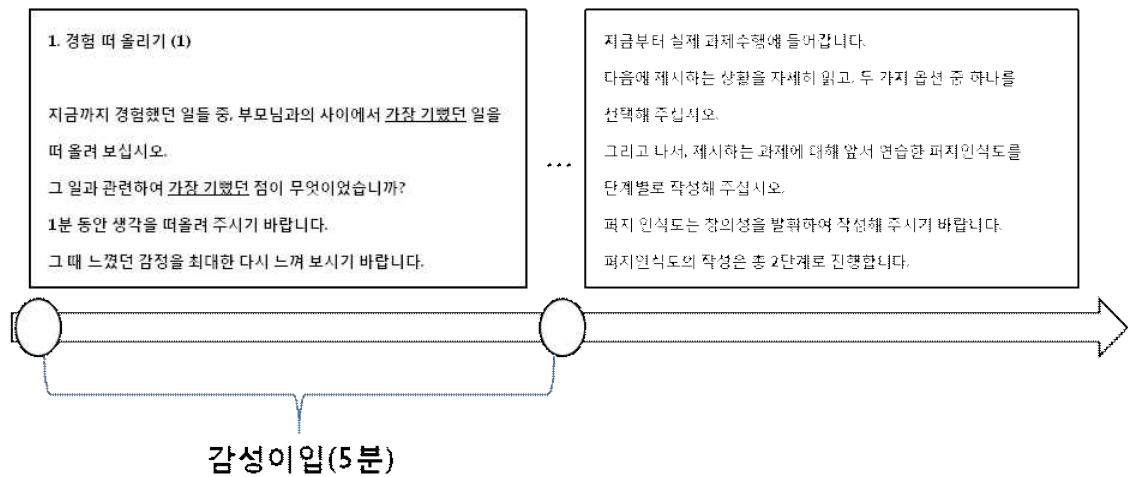 1. 경험 떠 올리기 (1)
지금까지 경험했던 일들 중, 부모님과의 사이에서 가장 기뻤던 일을
떠 올려 보십시오.
그 일과 관련하여 가장 기뻤던 점이 무엇이었습니까?
1분 동안 생각을 떠올려 주시기 바랍니다.
그 때 느꼈던 감정을 최대한 다시 느껴 보시기 바랍니다.
...
지금부터 실제 과제수행에 들어갑니다.
다음에 제시하는 상황을 자세히 읽고, 두 가지 옵션 중 하나를
선택해 주십시오.
그리고 나서, 제시하는 과제에 대해 앞서 연습한 퍼지인식도를
단계별로 작성해 주십시오.
퍼지 인식도는 창의성을 발휘하여 작성해 주시기 바랍니다.
퍼지인식도의 작성은 총 2단계로 진행합니다.
감성이입(5분)